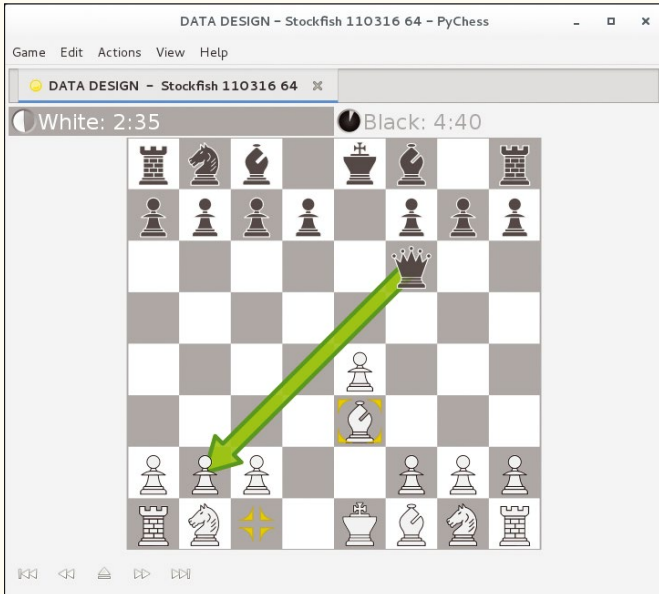 DATA DESIGN - Stockfish 110316 64 - PyChess
Game Edit Actions View Help
DATA DESIGN - Stockfish 110316 64
White: 2:35 Black: 4:40